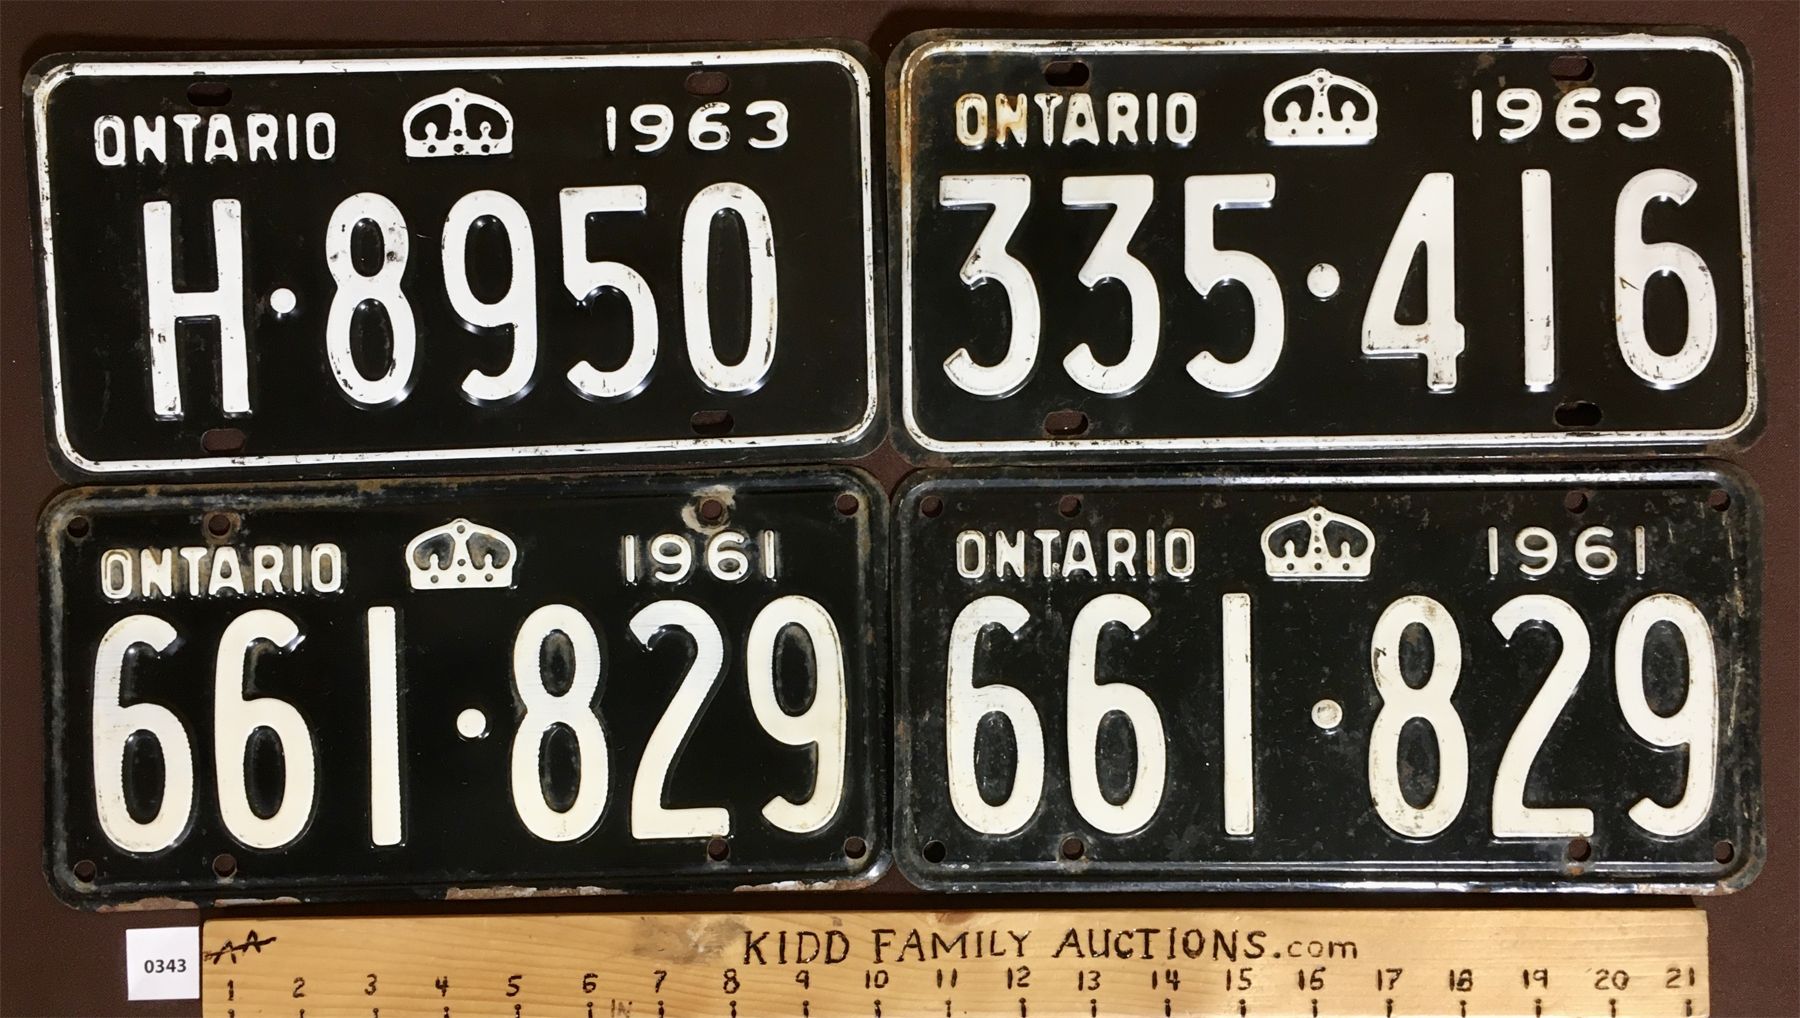 ONTARIO 1963
H·8950
ONTARIO 1963
335·416
ONTARIO 1961
661·829
ONTARIO 1961
661·829
0343
AA
KIDD FAMILY AUCTIONS.com
1 2 3 4 5 6 7 8 9 10 11 12 13 14 15 16 17 18 19 20 21
IN